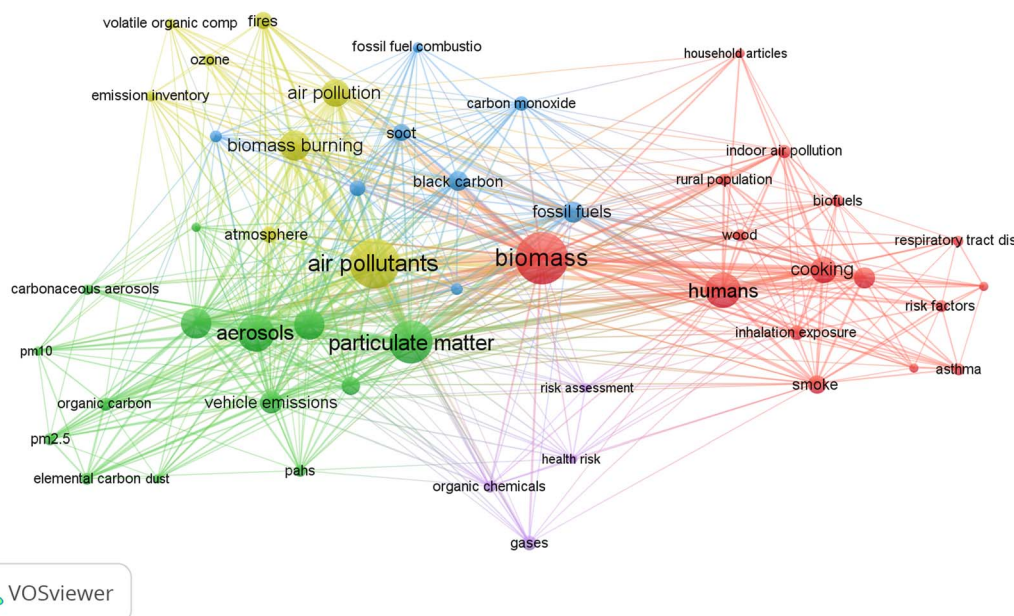 volatile organic comp
fires
fossil fuel combustio
household articles
ozone
emission inventory
air pollution
carbon monoxide
soot
biomass burning
indoor air pollution
black carbon
rural population
biofuels
fossil fuels
atmosphere
wood
respiratory tract dis
air pollutants
biomass
cooking
carbonaceous aerosols
humans
risk factors
aerosols
particulate matter
inhalation exposure
pm10
asthma
risk assessment
smoke
organic carbon
vehicle emissions
pm2.5
health risk
pahs
elemental carbon
dust
organic chemicals
gases
VOSviewer